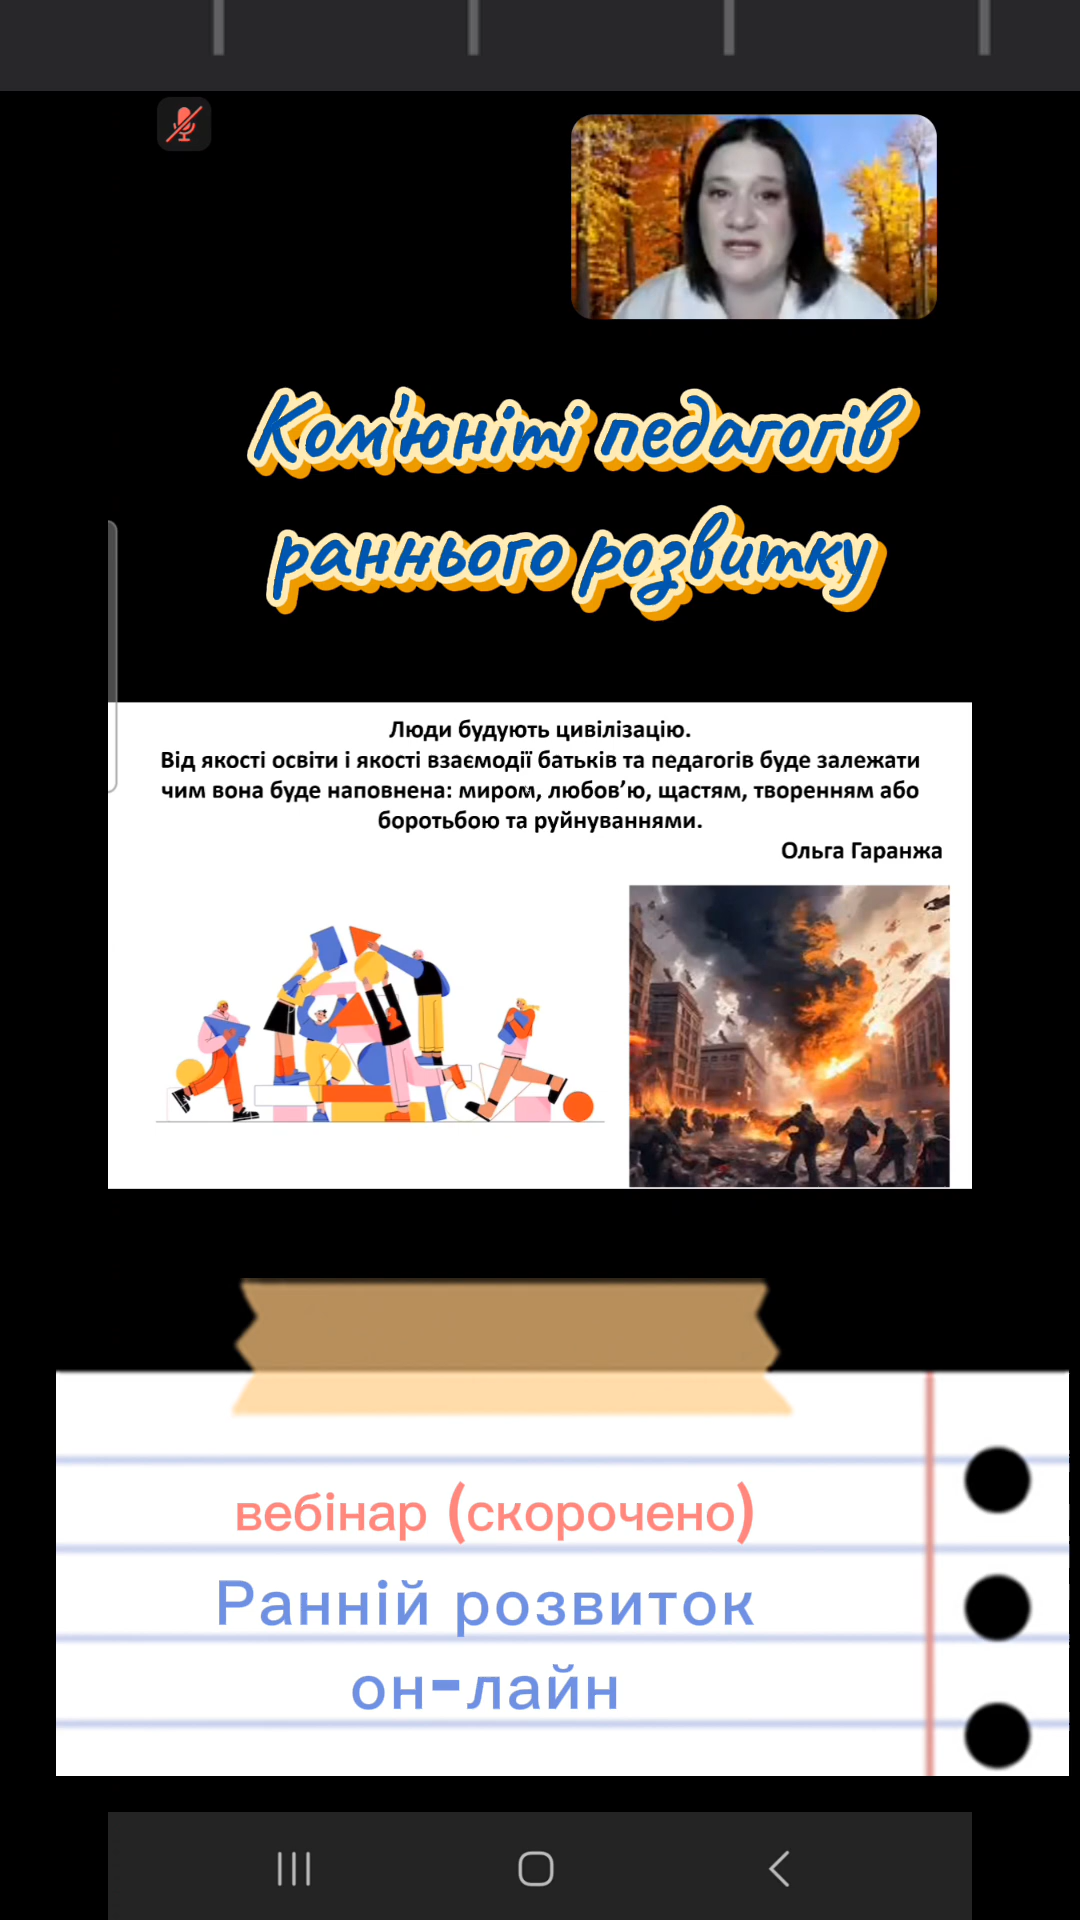 Ком'юніті педагогів
раннього розвитку
Люди будують цивілізацію.
Від якості освіти і якості взаємодії батьків та педагогів буде залежати
чим вона буде наповнена: миром, любов’ю, щастям, творенням або
боротьбою та руйнуваннями.
Ольга Гаранжа
вебінар (скорочено)
Ранній розвиток
он-лайн